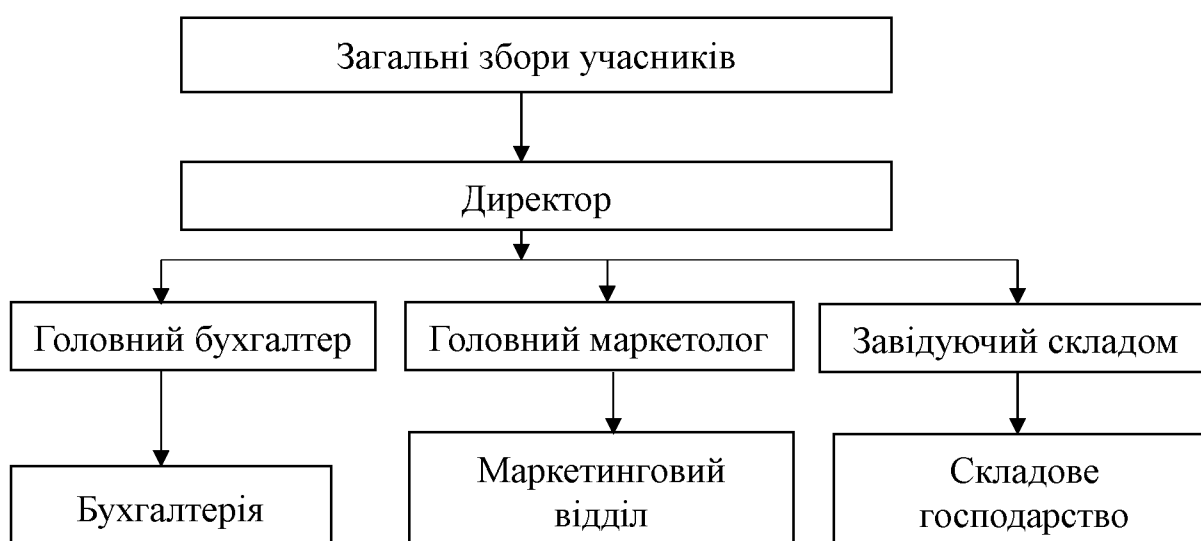 Загальні збори учасників
Директор
Головний бухгалтер
Головний маркетолог
Завідуючий складом
Бухгалтерія
Маркетинговий
відділ
Складове
господарство